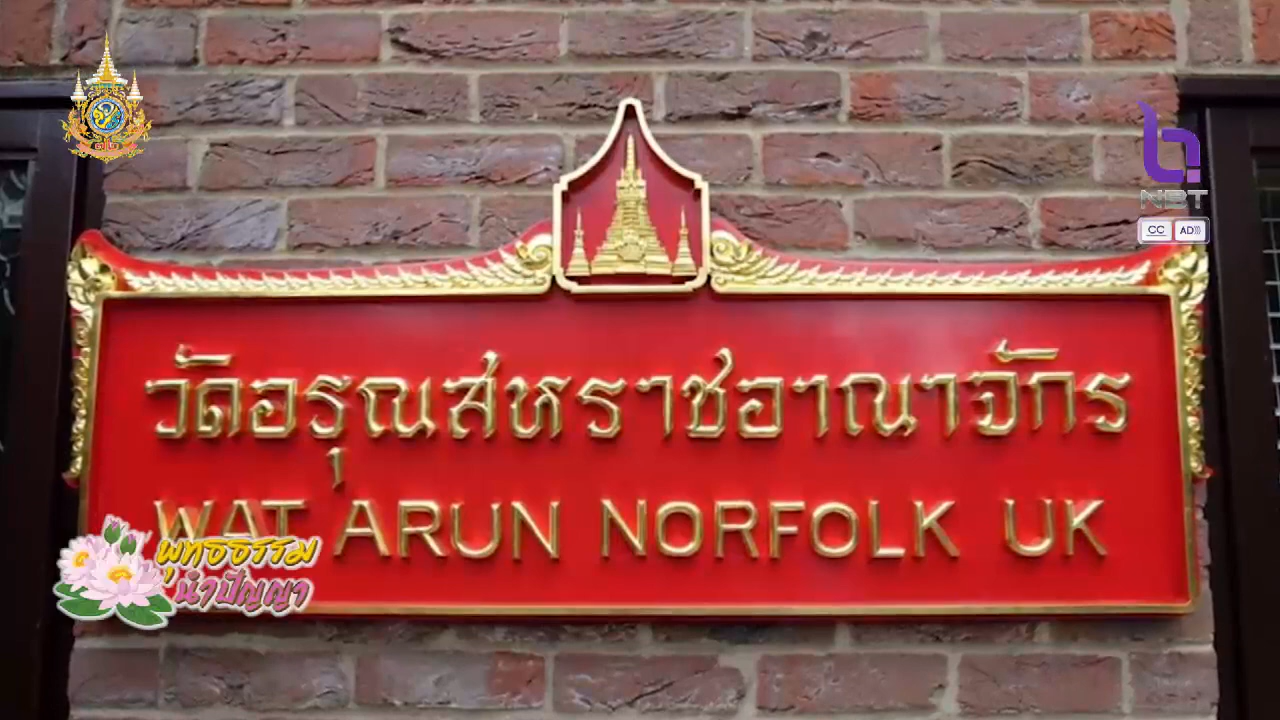 NBT
CC AD
วัดอรุณสหราชอาณาจักร
WAT ARUN NORFOLK UK
พุทธธรรม
นำปัญญา